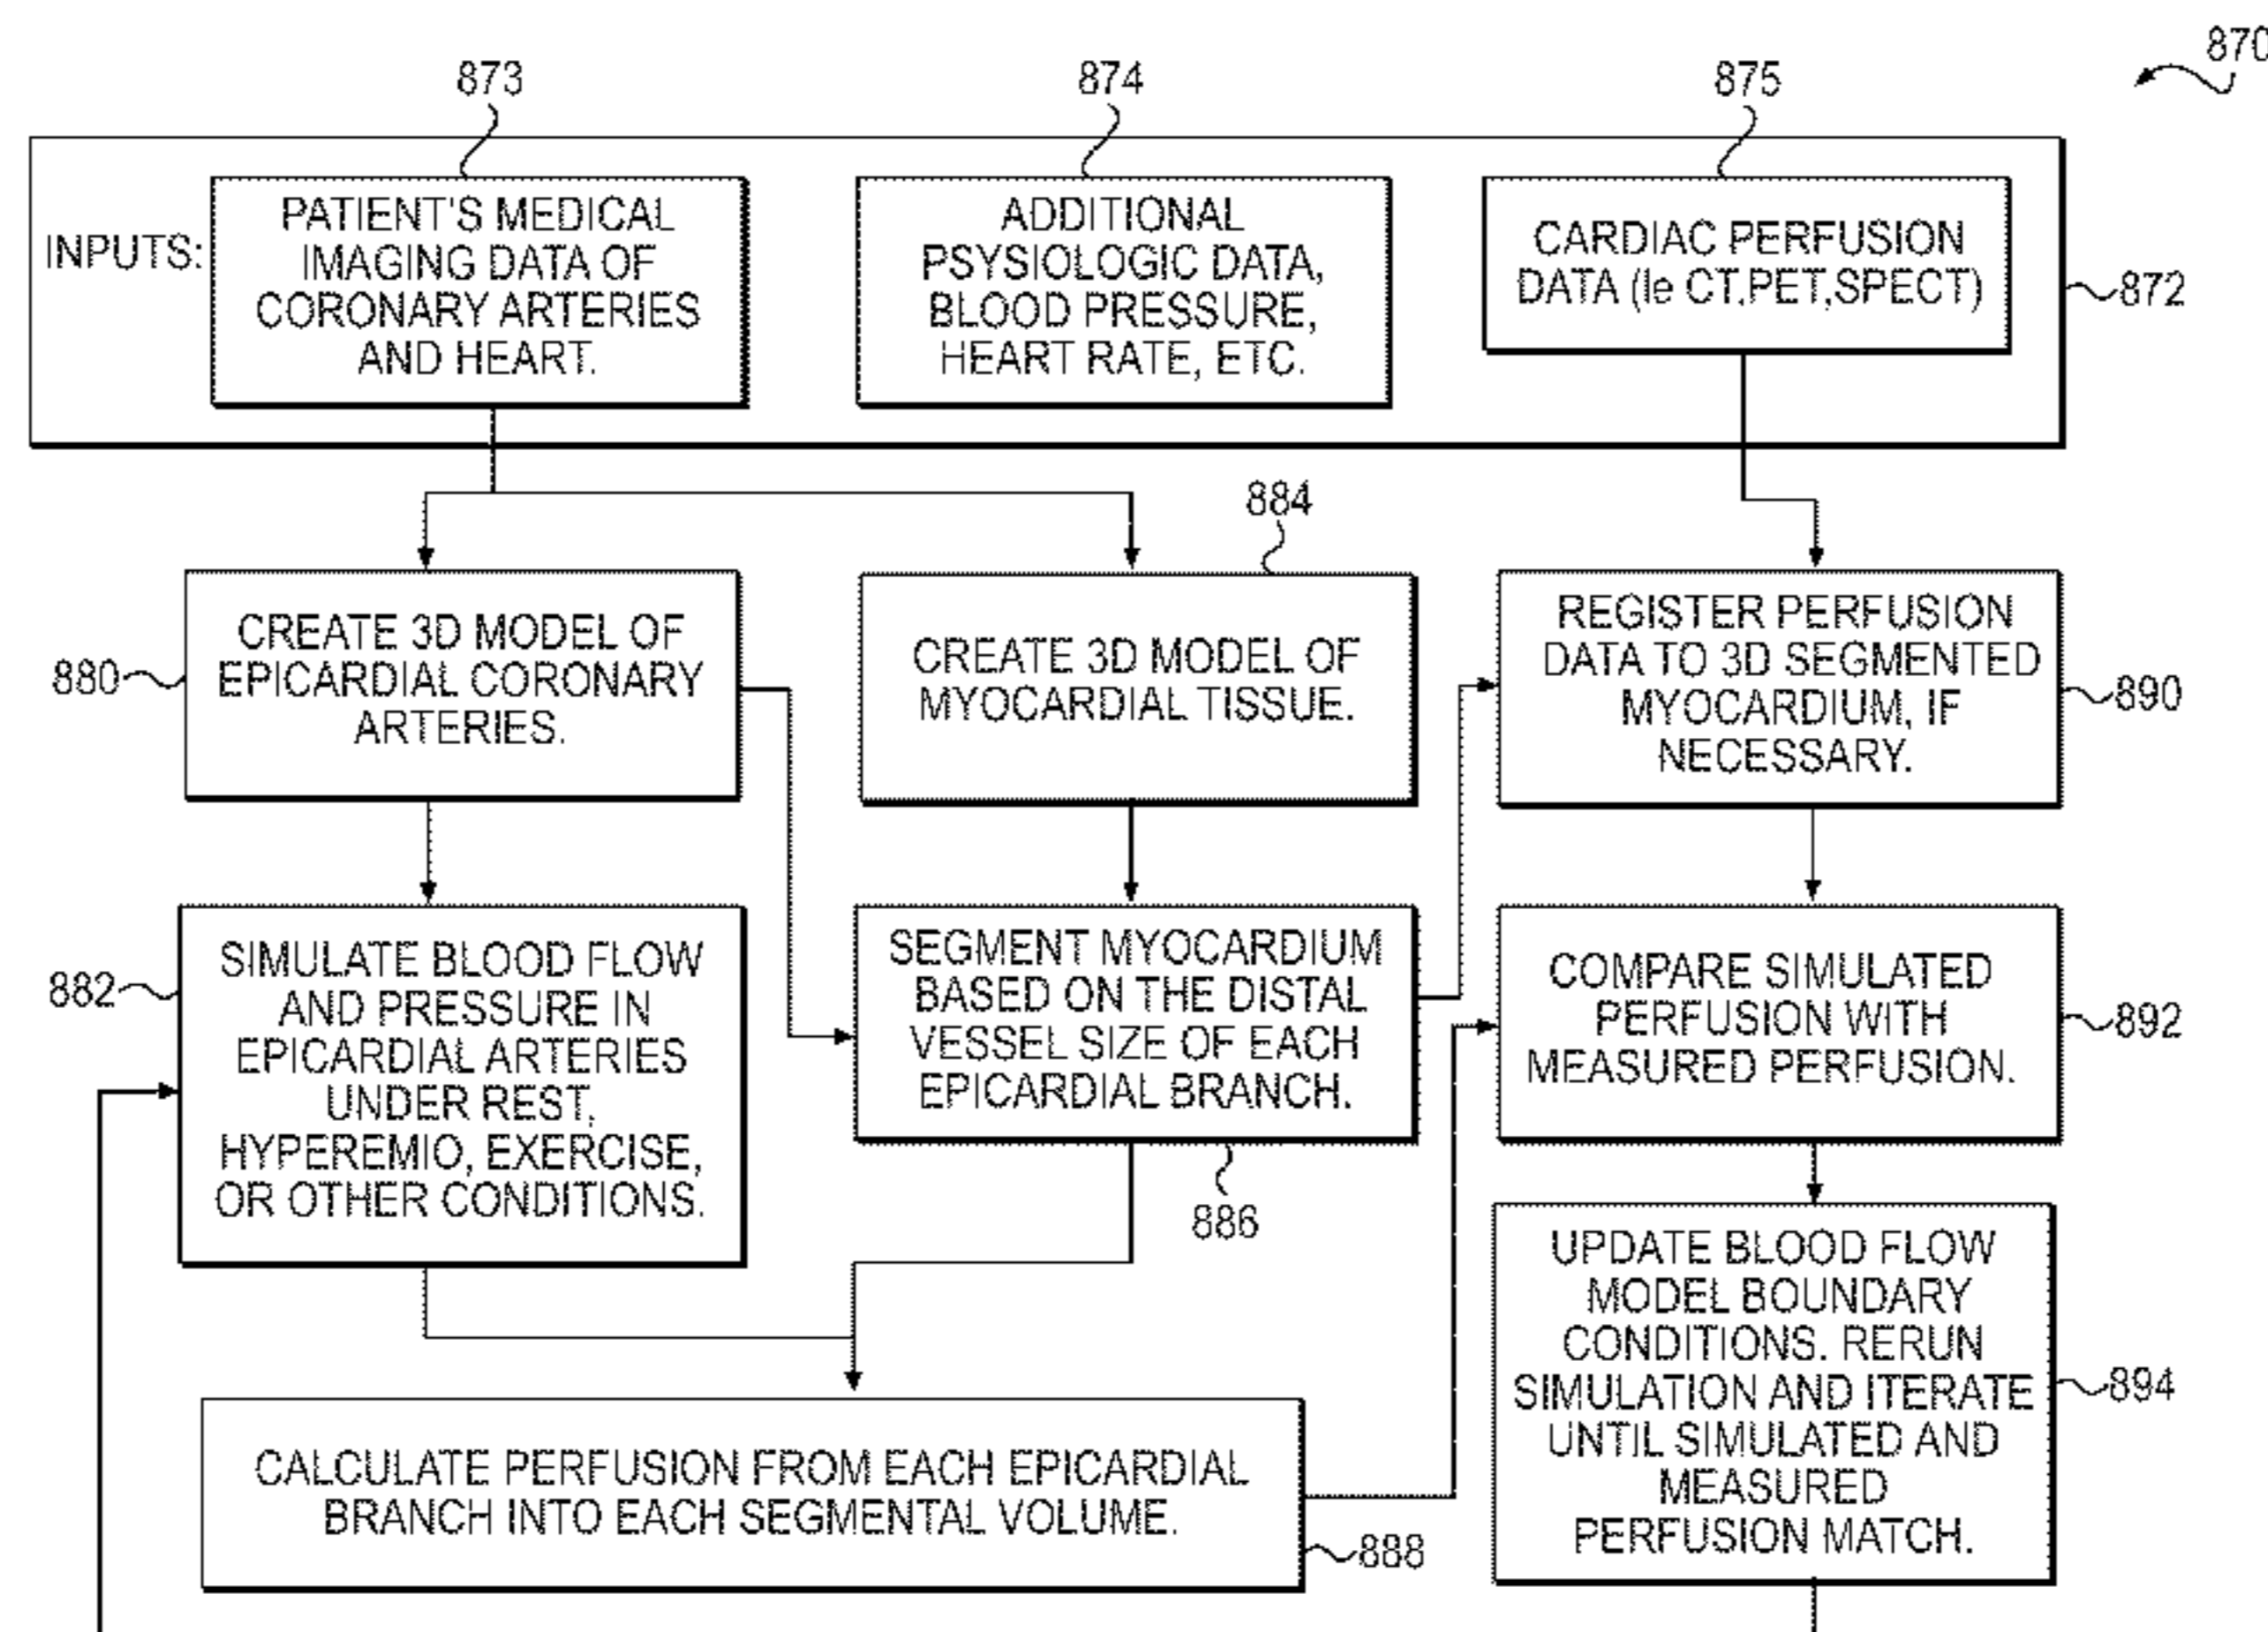 870
873
874
875
INPUTS:
PATIENT'S MEDICAL
IMAGING DATA OF
CORONARY ARTERIES
AND HEART.
ADDITIONAL
PSYSIOLOGIC DATA,
BLOOD PRESSURE,
HEART RATE, ETC.
CARDIAC PERFUSION
DATA (Ie CT,PET,SPECT)
872
884
880
CREATE 3D MODEL OF
EPICARDIAL CORONARY
ARTERIES.
CREATE 3D MODEL OF
MYOCARDIAL TISSUE.
REGISTER PERFUSION
DATA TO 3D SEGMENTED
MYOCARDIUM, IF
NECESSARY.
890
882
SIMULATE BLOOD FLOW
AND PRESSURE IN
EPICARDIAL ARTERIES
UNDER REST,
HYPEREMIO, EXERCISE,
OR OTHER CONDITIONS.
SEGMENT MYOCARDIUM
BASED ON THE DISTAL
VESSEL SIZE OF EACH
EPICARDIAL BRANCH.
886
COMPARE SIMULATED
PERFUSION WITH
MEASURED PERFUSION.
892
UPDATE BLOOD FLOW
MODEL BOUNDARY
CONDITIONS. RERUN
SIMULATION AND ITERATE
UNTIL SIMULATED AND
MEASURED
PERFUSION MATCH.
894
CALCULATE PERFUSION FROM EACH EPICARDIAL
BRANCH INTO EACH SEGMENTAL VOLUME.
888